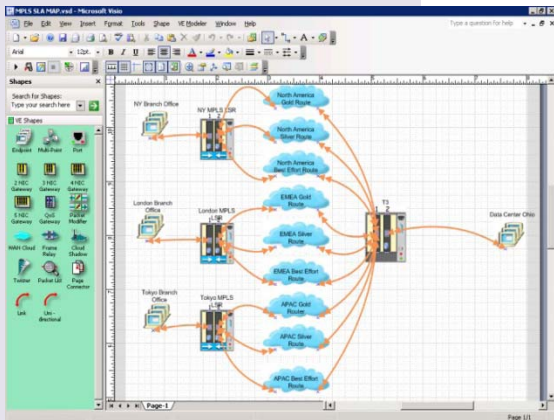 MPLS SLA MAP.vsd - Microsoft Visio
File Edit View Insert Format Tools Shape VE Modeler Window Help
Type a question for help
Arial
12pt.
Shapes
Search for Shapes:
Type your search here
VE Shapes
Endpoint Multi-Point Port
2 NIC Gateway
3 NIC Gateway
4 NIC Gateway
5 NIC Gateway
QoS Gateway
Packet Modifier
WAN Cloud
Frame Relay
Cloud Shadow
Twister
Packet List
Page Connector
Link
Uni-directional
NY Branch Office
NY MPLS LSR
1 2
North America
Gold Route
North America
Silver Route
North America
Best Effort Route
London Branch
Office
London MPLS
LSR
EMEA Gold
Route
EMEA Silver
Route
EMEA Best Effort
Route
Tokyo Branch
Office
Tokyo MPLS
LSR
APAC Gold
Route
APAC Silver
Route
APAC Best Effort
Route
T3
1 2
Data Center Ohio
Page-1
Page 1/1